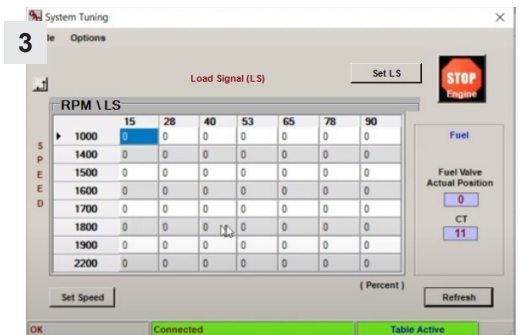 System Tuning
3
le Options
Load Signal (LS)
Set LS
STOP
Engine
RPM \ LS
15 28 40 53 65 78 90
1000 0 0 0 0 0 0 0
1400 0 0 0 0 0 0 0
1500 0 0 0 0 0 0 0
1600 0 0 0 0 0 0 0
1700 0 0 0 0 0 0 0
1800 0 0 0 0 0 0 0
1900 0 0 0 0 0 0 0
2200 0 0 0 0 0 0 0
SPEED
Fuel
Fuel Valve
Actual Position
0
CT
11
( Percent )
Set Speed
Refresh
OK
Connected
Table Active